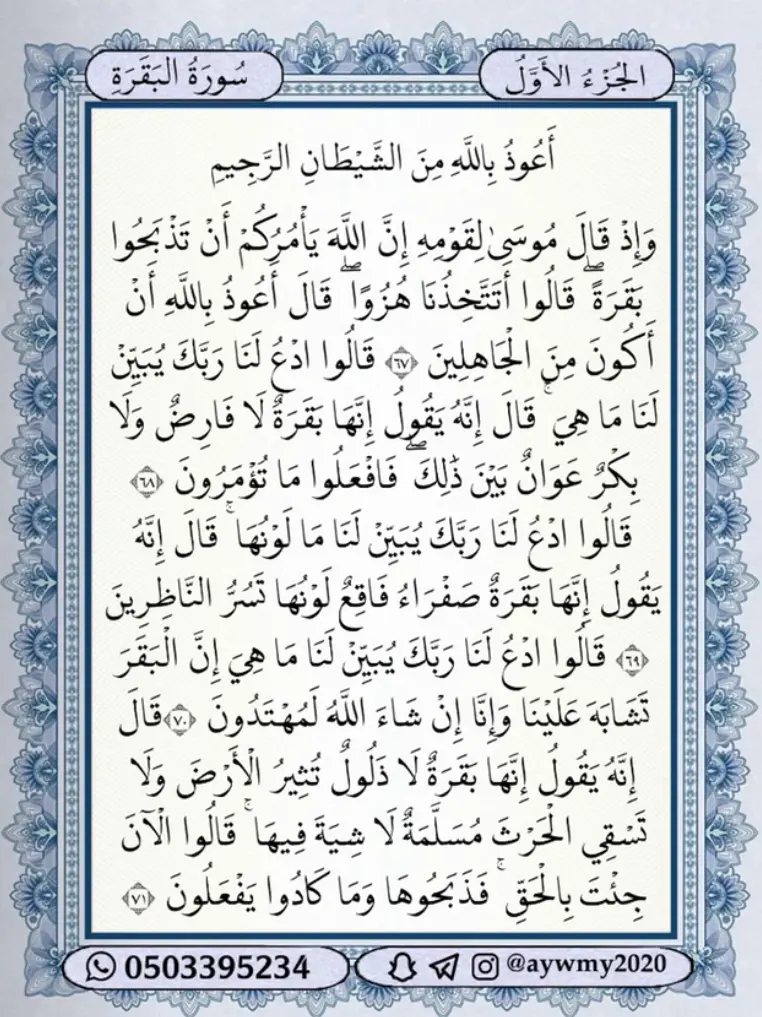 الجُزْءُ الأَوَّلُ
سُورَةُ البَقَرَةِ
أَعُوذُ بِاللَّهِ مِنَ الشَّيْطَانِ الرَّجِيمِ
وَإِذْ قَالَ مُوسَىٰ لِقَوْمِهِ إِنَّ اللَّهَ يَأْمُرُكُمْ أَنْ تَذْبَحُوا
بَقَرَةً ۖ قَالُوا أَتَتَّخِذُنَا هُزُوًا ۖ قَالَ أَعُوذُ بِاللَّهِ أَنْ
أَكُونَ مِنَ الْجَاهِلِينَ ﴿٦٧﴾ قَالُوا ادْعُ لَنَا رَبَّكَ يُبَيِّنْ
لَنَا مَا هِيَ ۚ قَالَ إِنَّهُ يَقُولُ إِنَّهَا بَقَرَةٌ لَا فَارِضٌ وَلَا
بِكْرٌ عَوَانٌ بَيْنَ ذَٰلِكَ ۖ فَافْعَلُوا مَا تُؤْمَرُونَ ﴿٦٨﴾
قَالُوا ادْعُ لَنَا رَبَّكَ يُبَيِّنْ لَنَا مَا لَوْنُهَا ۚ قَالَ إِنَّهُ
يَقُولُ إِنَّهَا بَقَرَةٌ صَفْرَاءُ فَاقِعٌ لَوْنُهَا تَسُرُّ النَّاظِرِينَ
﴿٦٩﴾ قَالُوا ادْعُ لَنَا رَبَّكَ يُبَيِّنْ لَنَا مَا هِيَ إِنَّ الْبَقَرَ
تَشَابَهَ عَلَيْنَا وَإِنَّا إِنْ شَاءَ اللَّهُ لَمُهْتَدُونَ ﴿٧٠﴾ قَالَ
إِنَّهُ يَقُولُ إِنَّهَا بَقَرَةٌ لَا ذَلُولٌ تُثِيرُ الْأَرْضَ وَلَا
تَسْقِي الْحَرْثَ مُسَلَّمَةٌ لَا شِيَةَ فِيهَا ۚ قَالُوا الْآنَ
جِئْتَ بِالْحَقِّ ۚ فَذَبَحُوهَا وَمَا كَادُوا يَفْعَلُونَ ﴿٧١﴾
0503395234
@aywmy2020